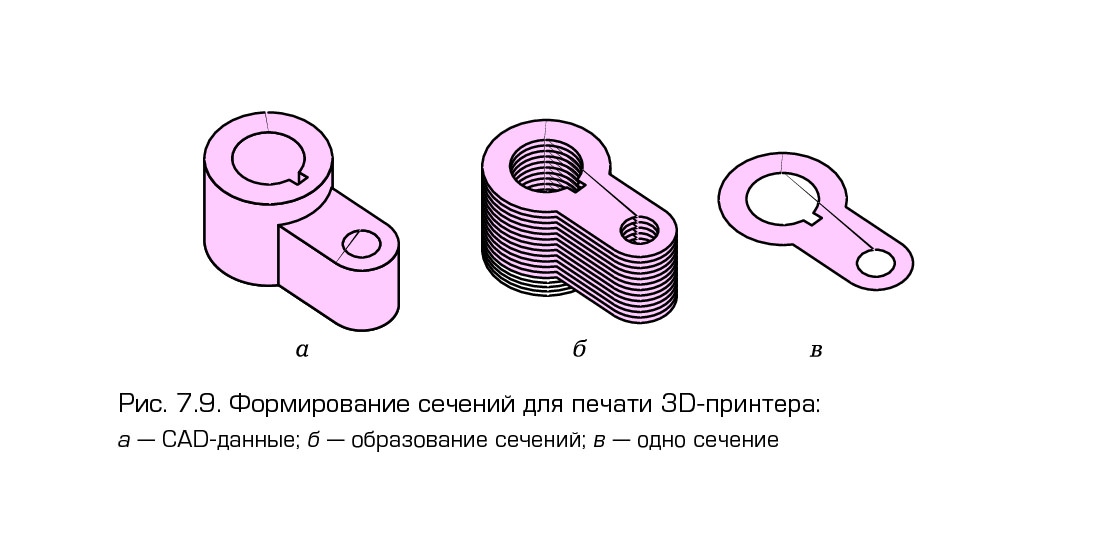 а
б
в
Рис. 7.9. Формирование сечений для печати 3D-принтера:
а — CAD-данные; б — образование сечений; в — одно сечение